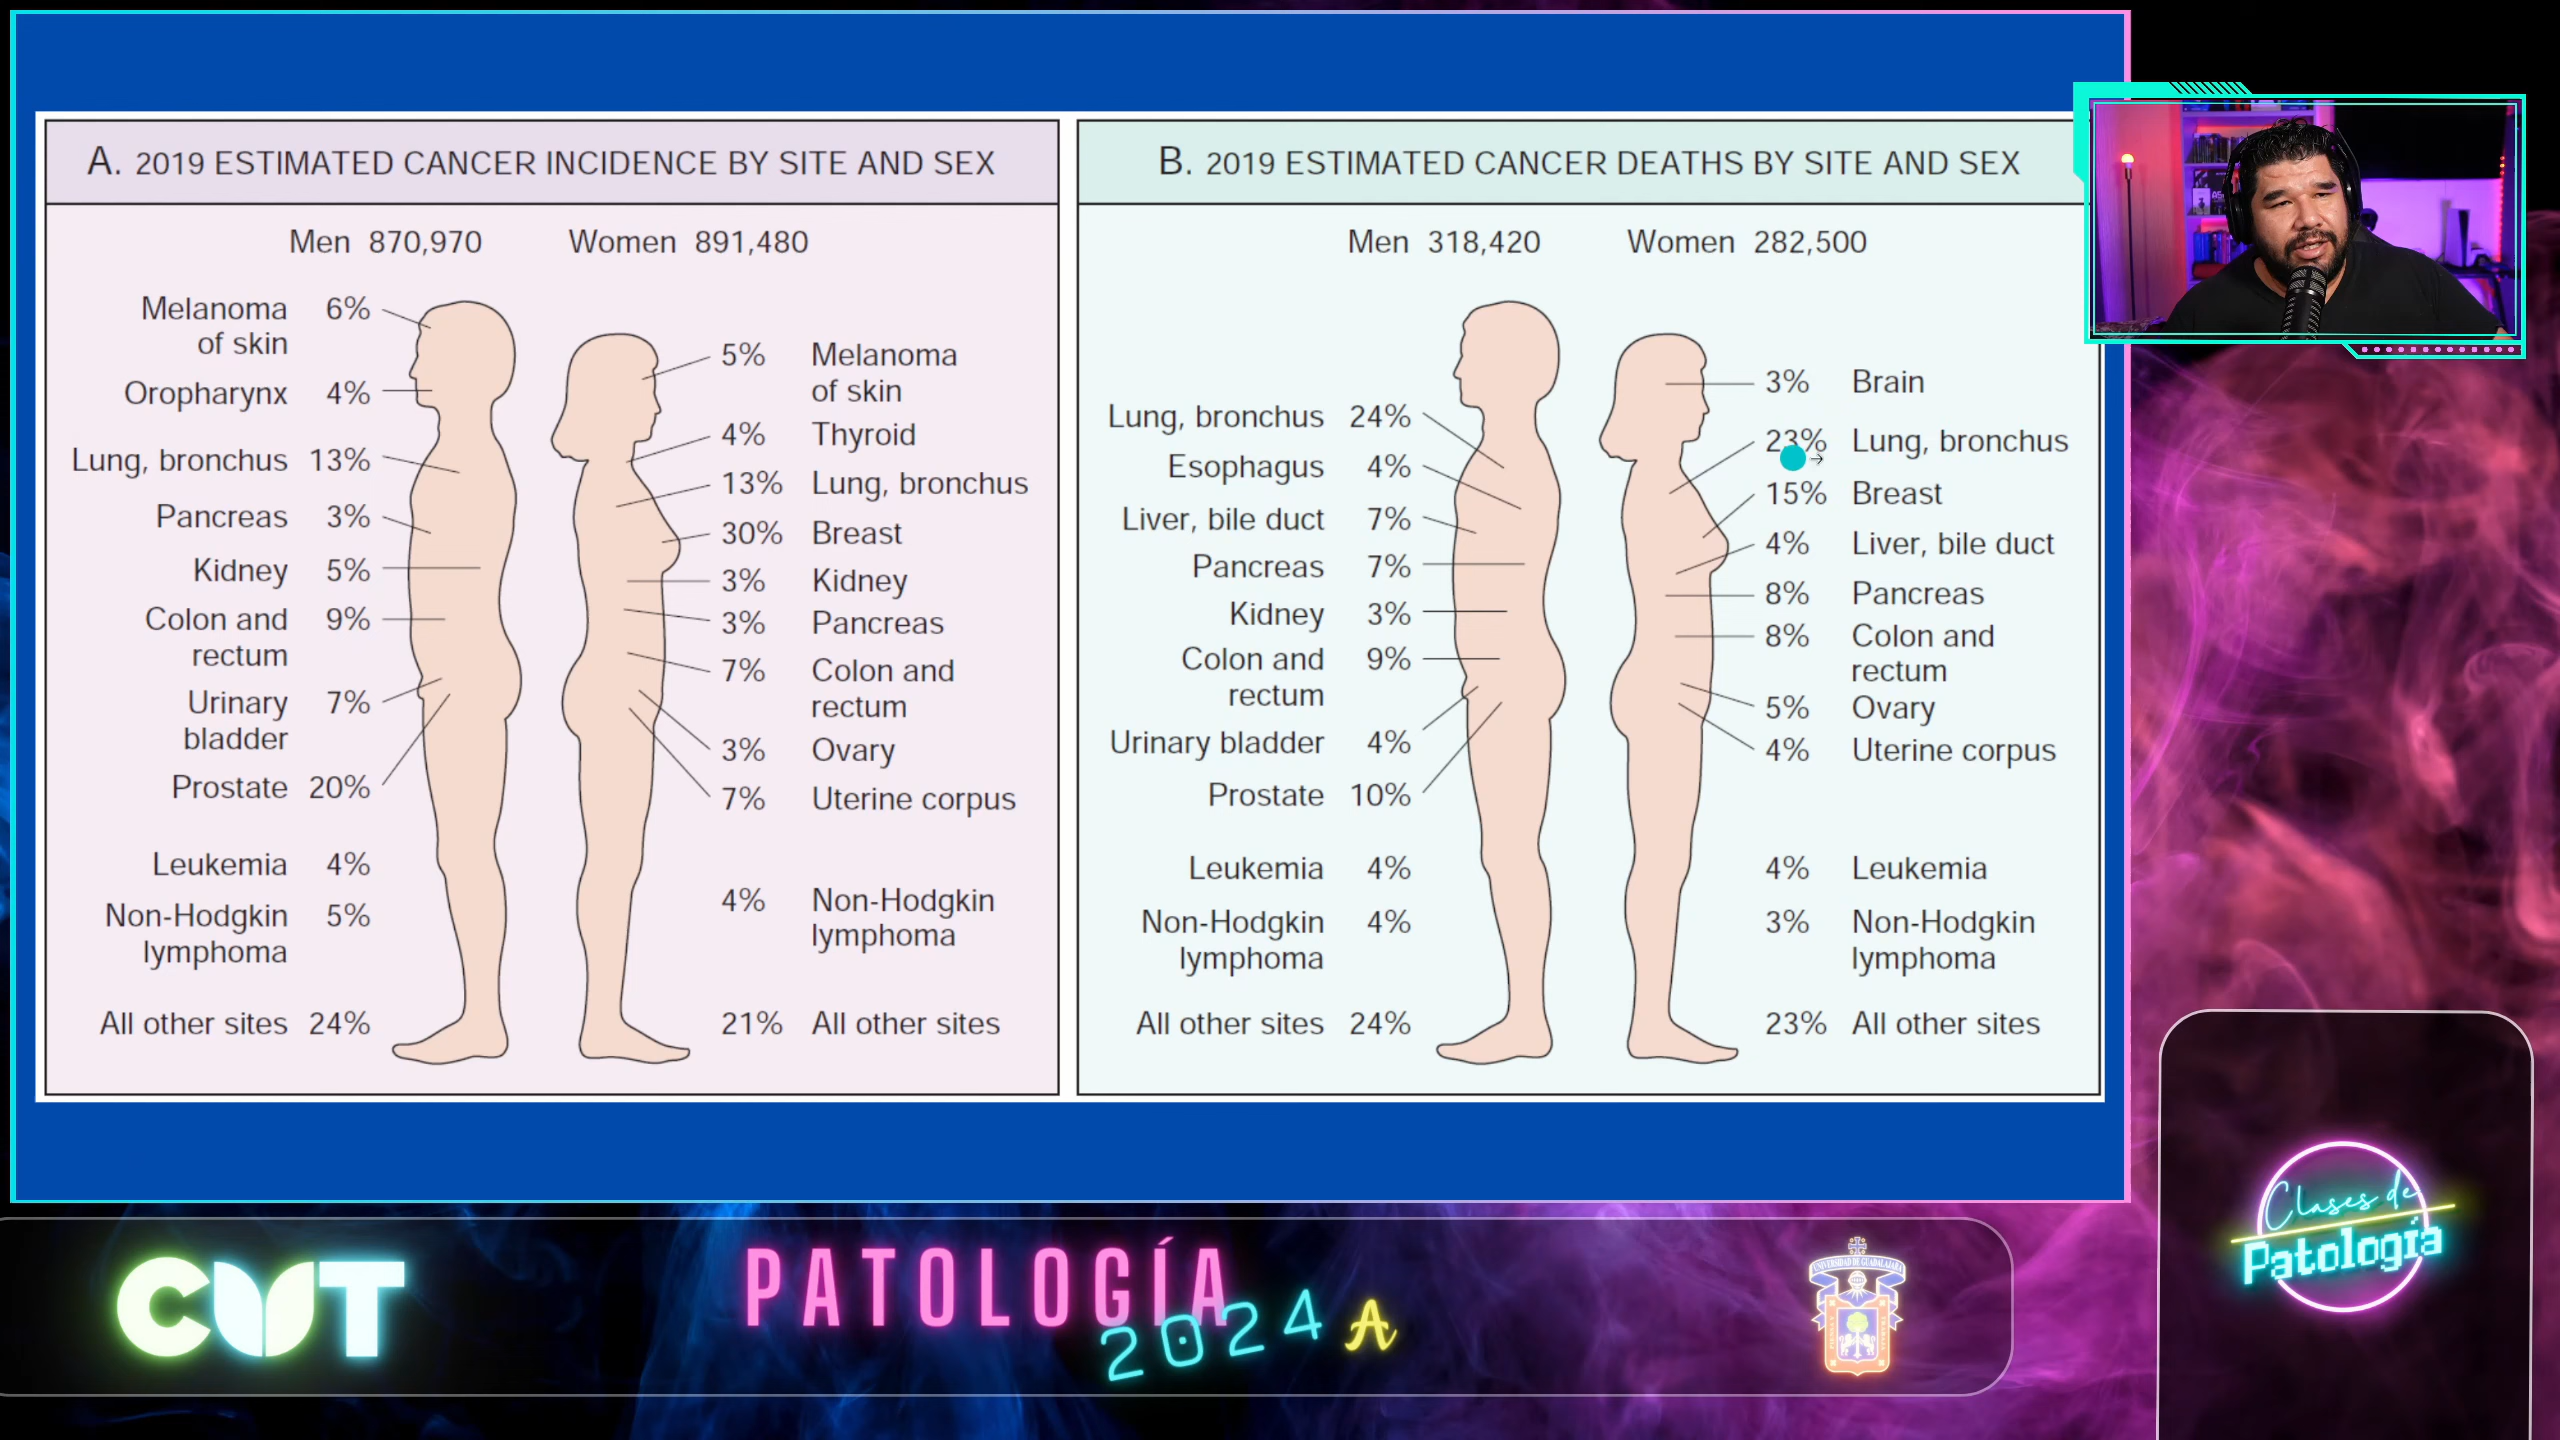 A. 2019 ESTIMATED CANCER INCIDENCE BY SITE AND SEX
Men 870,970 Women 891,480
Melanoma of skin 6%
Oropharynx 4%
Lung, bronchus 13%
Pancreas 3%
Kidney 5%
Colon and rectum 9%
Urinary bladder 7%
Prostate 20%
Leukemia 4%
Non-Hodgkin lymphoma 5%
All other sites 24%
5% Melanoma of skin
4% Thyroid
13% Lung, bronchus
30% Breast
3% Kidney
3% Pancreas
7% Colon and rectum
3% Ovary
7% Uterine corpus
4% Non-Hodgkin lymphoma
21% All other sites
B. 2019 ESTIMATED CANCER DEATHS BY SITE AND SEX
Men 318,420 Women 282,500
Lung, bronchus 24%
Esophagus 4%
Liver, bile duct 7%
Pancreas 7%
Kidney 3%
Colon and rectum 9%
Urinary bladder 4%
Prostate 10%
Leukemia 4%
Non-Hodgkin lymphoma 4%
All other sites 24%
3% Brain
23% Lung, bronchus
15% Breast
4% Liver, bile duct
8% Pancreas
8% Colon and rectum
5% Ovary
4% Uterine corpus
4% Leukemia
3% Non-Hodgkin lymphoma
23% All other sites
CUT
PATOLOGÍA
2024 A
UNIVERSIDAD DE GUADALAJARA
Clases de
Patología